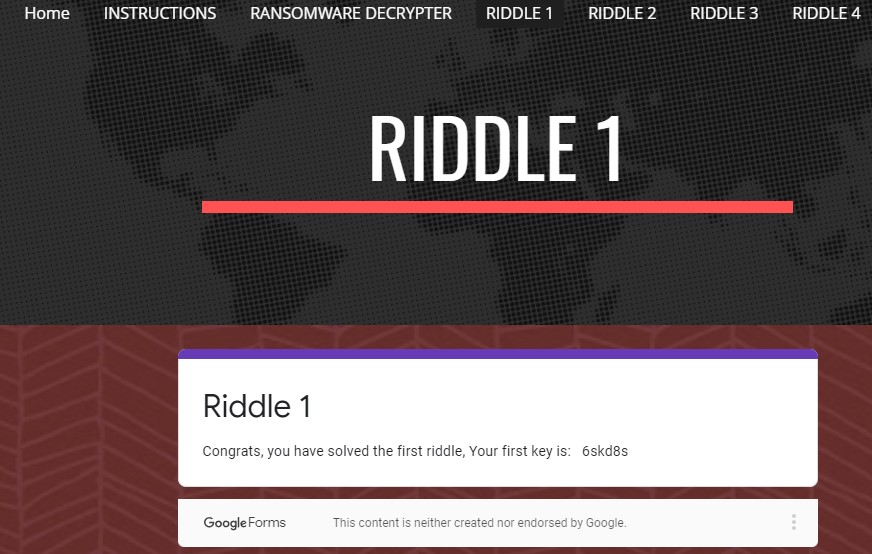 Home INSTRUCTIONS RANSOMWARE DECRYPTER RIDDLE 1 RIDDLE 2 RIDDLE 3 RIDDLE 4
RIDDLE 1
Riddle 1
Congrats, you have solved the first riddle, Your first key is: 6skd8s
Google Forms This content is neither created nor endorsed by Google.